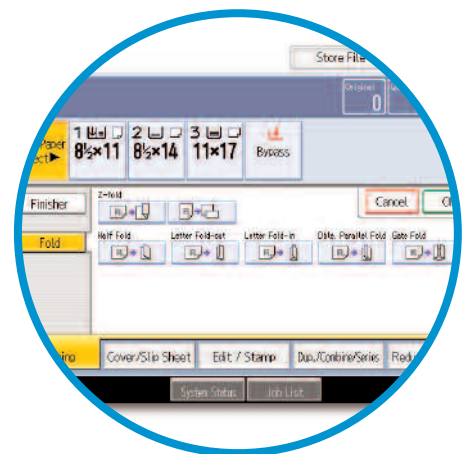 Store File
Original
0
Paper
ect►
1 8½×11
2 8½×14
3 11×17
Bypass
Finisher
Z-fold
Cancel
Fold
Half Fold
Letter Fold-out
Letter Fold-in
Dble. Parallel Fold
Gate Fold
Cover/Slip Sheet
Edit / Stamp
Dup./Combine/Series
System Status
Job List